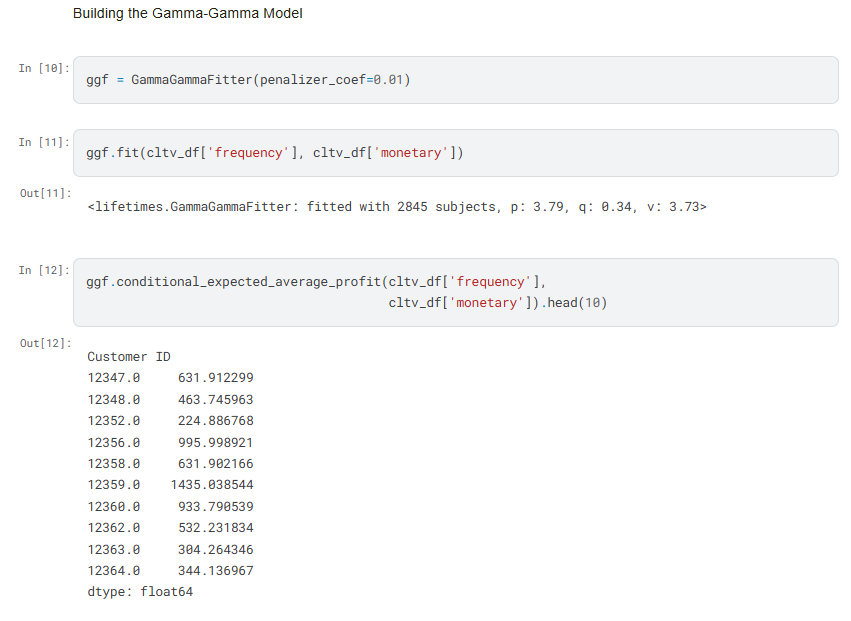 Building the Gamma-Gamma Model
In [10]:
ggf = GammaGammaFitter(penalizer_coef=0.01)
In [11]:
ggf.fit(cltv_df['frequency'], cltv_df['monetary'])
Out[11]:
<lifetimes.GammaGammaFitter: fitted with 2845 subjects, p: 3.79, q: 0.34, v: 3.73>
In [12]:
ggf.conditional_expected_average_profit(cltv_df['frequency'],
cltv_df['monetary']).head(10)
Out[12]:
Customer ID
12347.0     631.912299
12348.0     463.745963
12352.0     224.886768
12356.0     995.998921
12358.0     631.902166
12359.0    1435.038544
12360.0     933.790539
12362.0     532.231834
12363.0     304.264346
12364.0     344.136967
dtype: float64